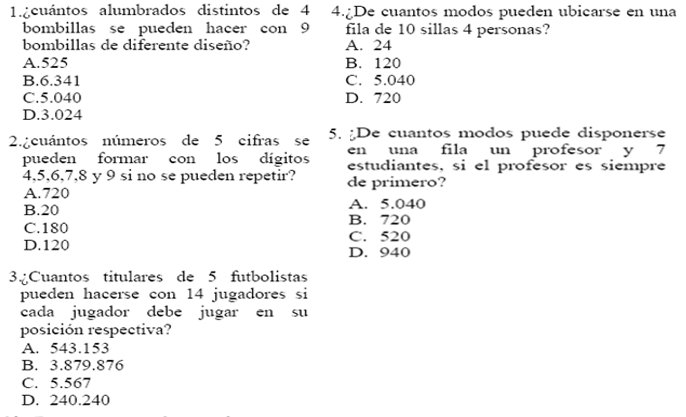 1.¿cuántos alumbrados distintos de 4
bombillas se pueden hacer con 9
bombillas de diferente diseño?
A.525
B.6.341
C.5.040
D.3.024
2.¿cuántos números de 5 cifras se
pueden formar con los dígitos
4,5,6,7,8 y 9 si no se pueden repetir?
A.720
B.20
C.180
D.120
3.¿Cuantos titulares de 5 futbolistas
pueden hacerse con 14 jugadores si
cada jugador debe jugar en su
posición respectiva?
A. 543.153
B. 3.879.876
C. 5.567
D. 240.240
4.¿De cuantos modos pueden ubicarse en una
fila de 10 sillas 4 personas?
A. 24
B. 120
C. 5.040
D. 720
5. ¿De cuantos modos puede disponerse
en una fila un profesor y 7
estudiantes, si el profesor es siempre
de primero?
A. 5.040
B. 720
C. 520
D. 940